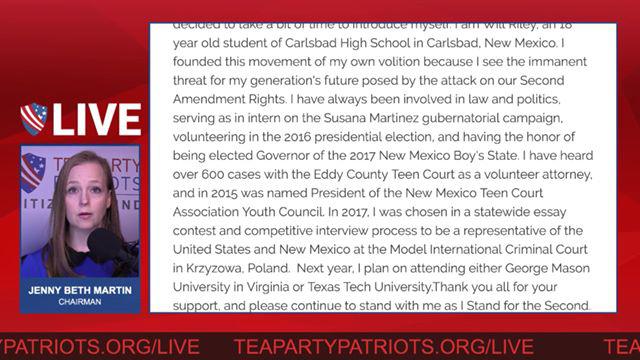 decided to take a bit of time to introduce myself. I am Will Riley, an 18
year old student of Carlsbad High School in Carlsbad, New Mexico. I
founded this movement of my own volition because I see the immanent
threat for my generation's future posed by the attack on our Second
Amendment Rights. I have always been involved in law and politics,
serving as in intern on the Susana Martinez gubernatorial campaign,
volunteering in the 2016 presidential election, and having the honor of
being elected Governor of the 2017 New Mexico Boy's State. I have heard
over 600 cases with the Eddy County Teen Court as a volunteer attorney,
and in 2015 was named President of the New Mexico Teen Court
Association Youth Council. In 2017, I was chosen in a statewide essay
contest and competitive interview process to be a representative of the
United States and New Mexico at the Model International Criminal Court
in Krzyzowa, Poland. Next year, I plan on attending either George Mason
University in Virginia or Texas Tech University.Thank you all for your
support, and please continue to stand with me as I Stand for the Second.
LIVE
TEA PARTY
PATRIOTS
JENNY BETH MARTIN
CHAIRMAN
YPATRIOTS.ORG/LIVE TEAPARTYPATRIOTS.ORG/LIVE TEA